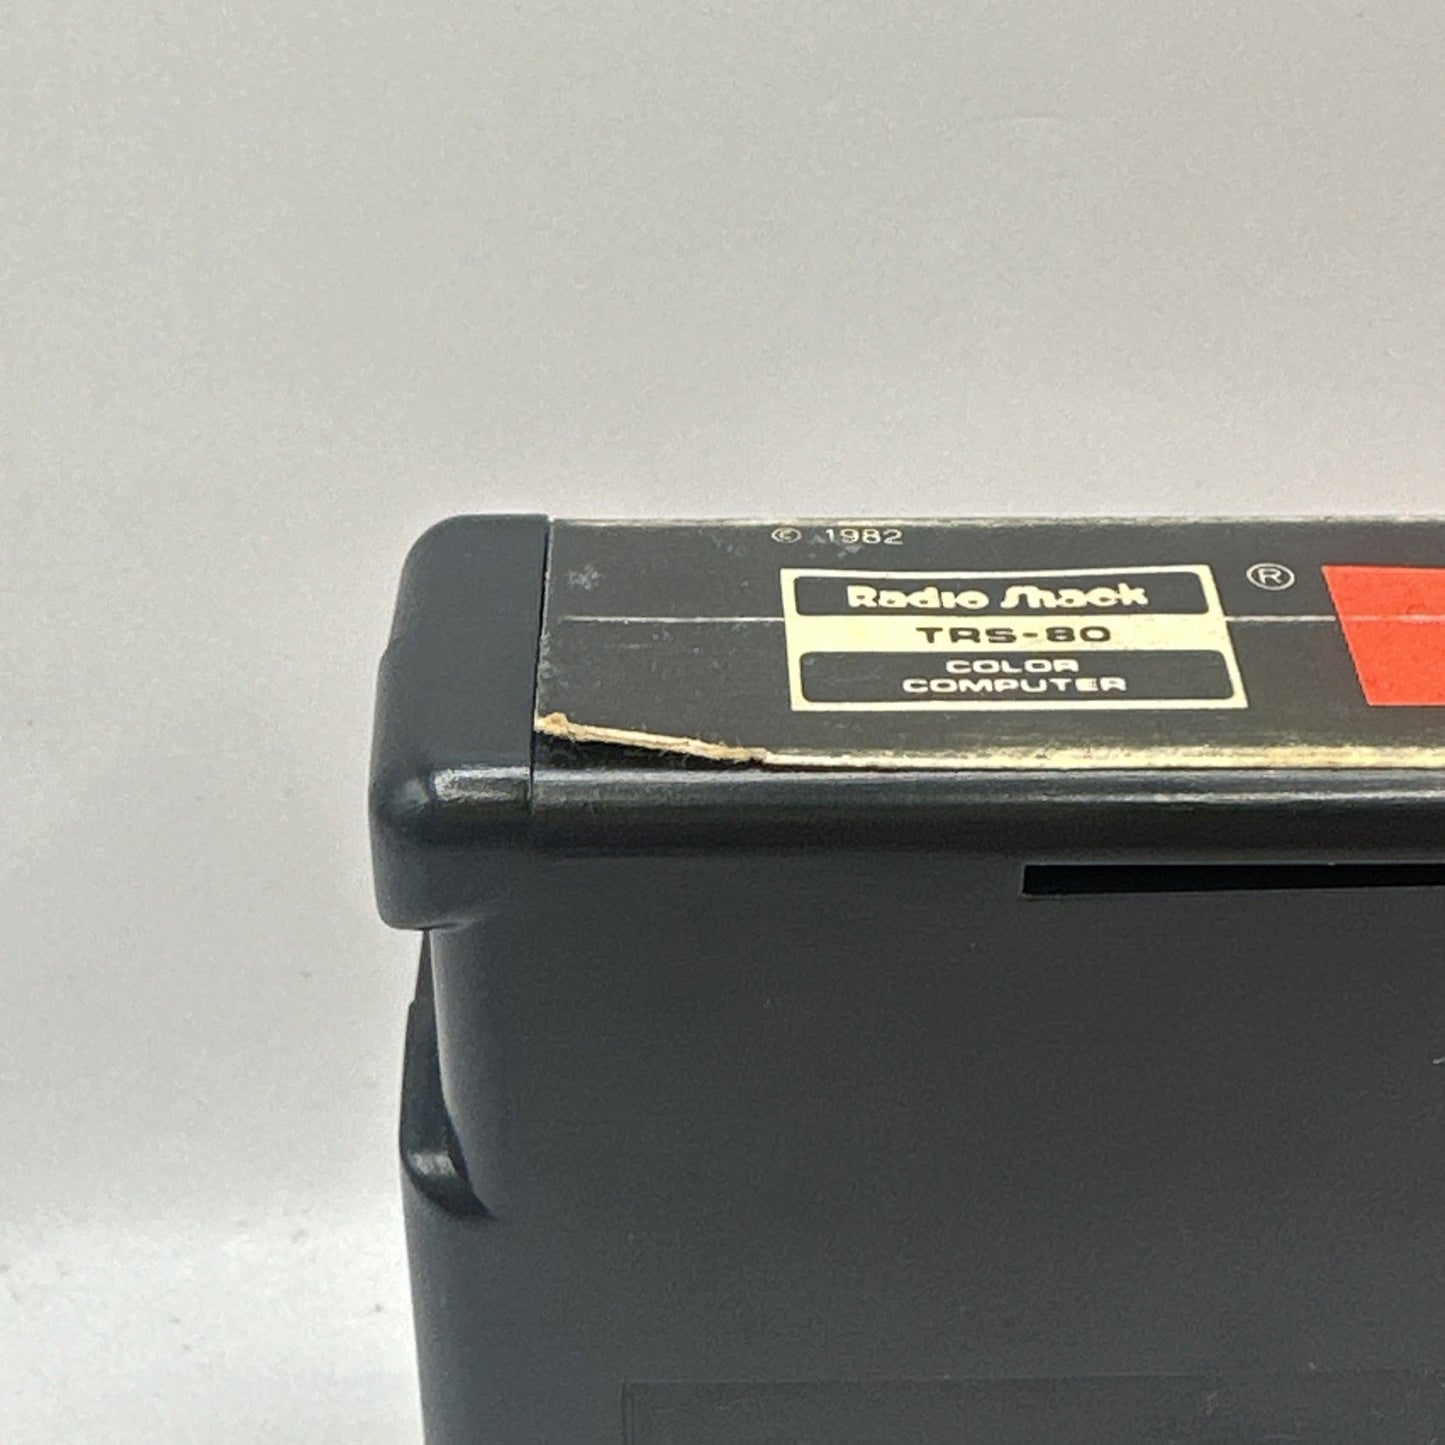 © 1982
Radio Shack ®
TRS-80
COLOR
COMPUTER